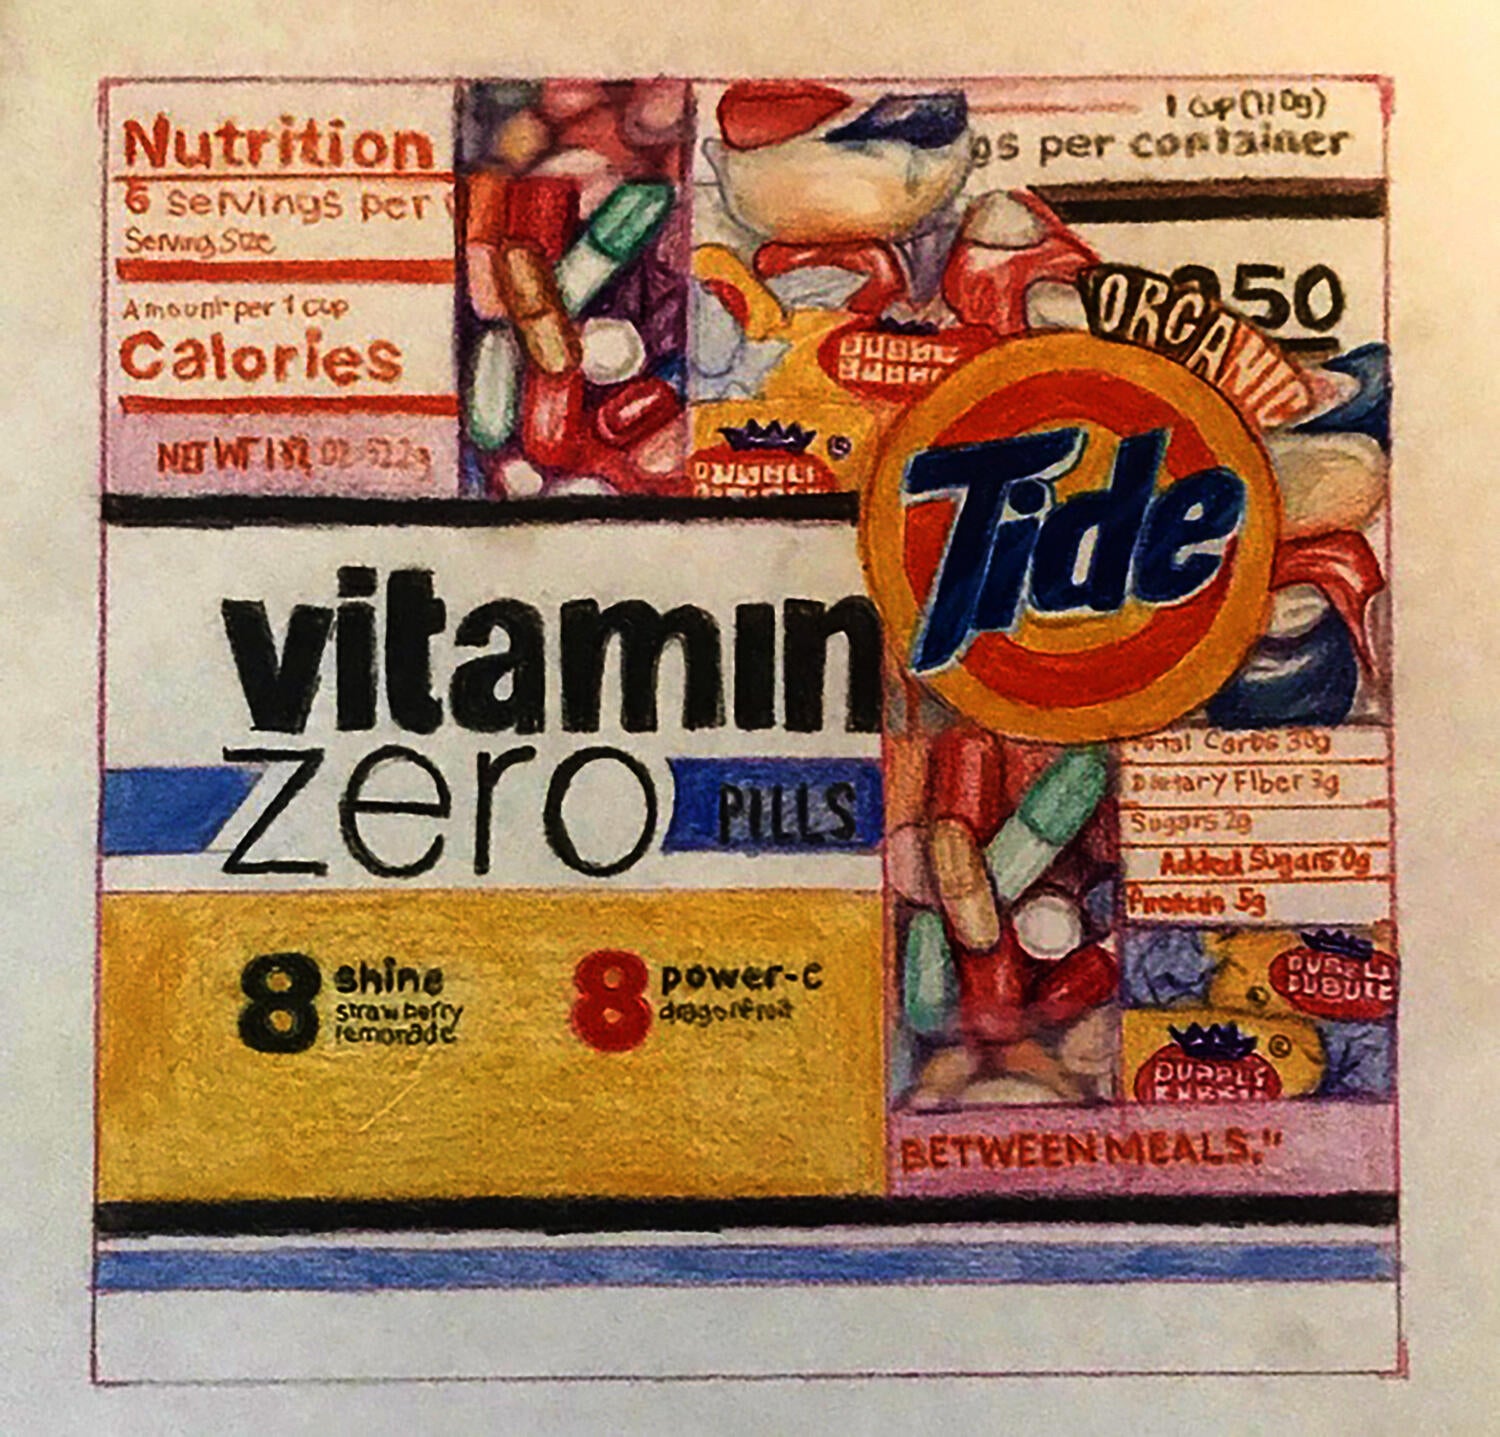 Nutrition
6 servings per
Serving Size
Amount per 1 cup
Calories
NET WT 1
1 cup (110g)
gs per container
250
ORGANIC
Tide
DUBBL
vitamin
zero
PILLS
8 shine
strawberry
lemonade
8 power-c
dragonfruit
Total Carbs 30g
Dietary Fiber 3g
Sugars 2g
Added Sugars 0g
Protein 5g
BETWEEN MEALS."